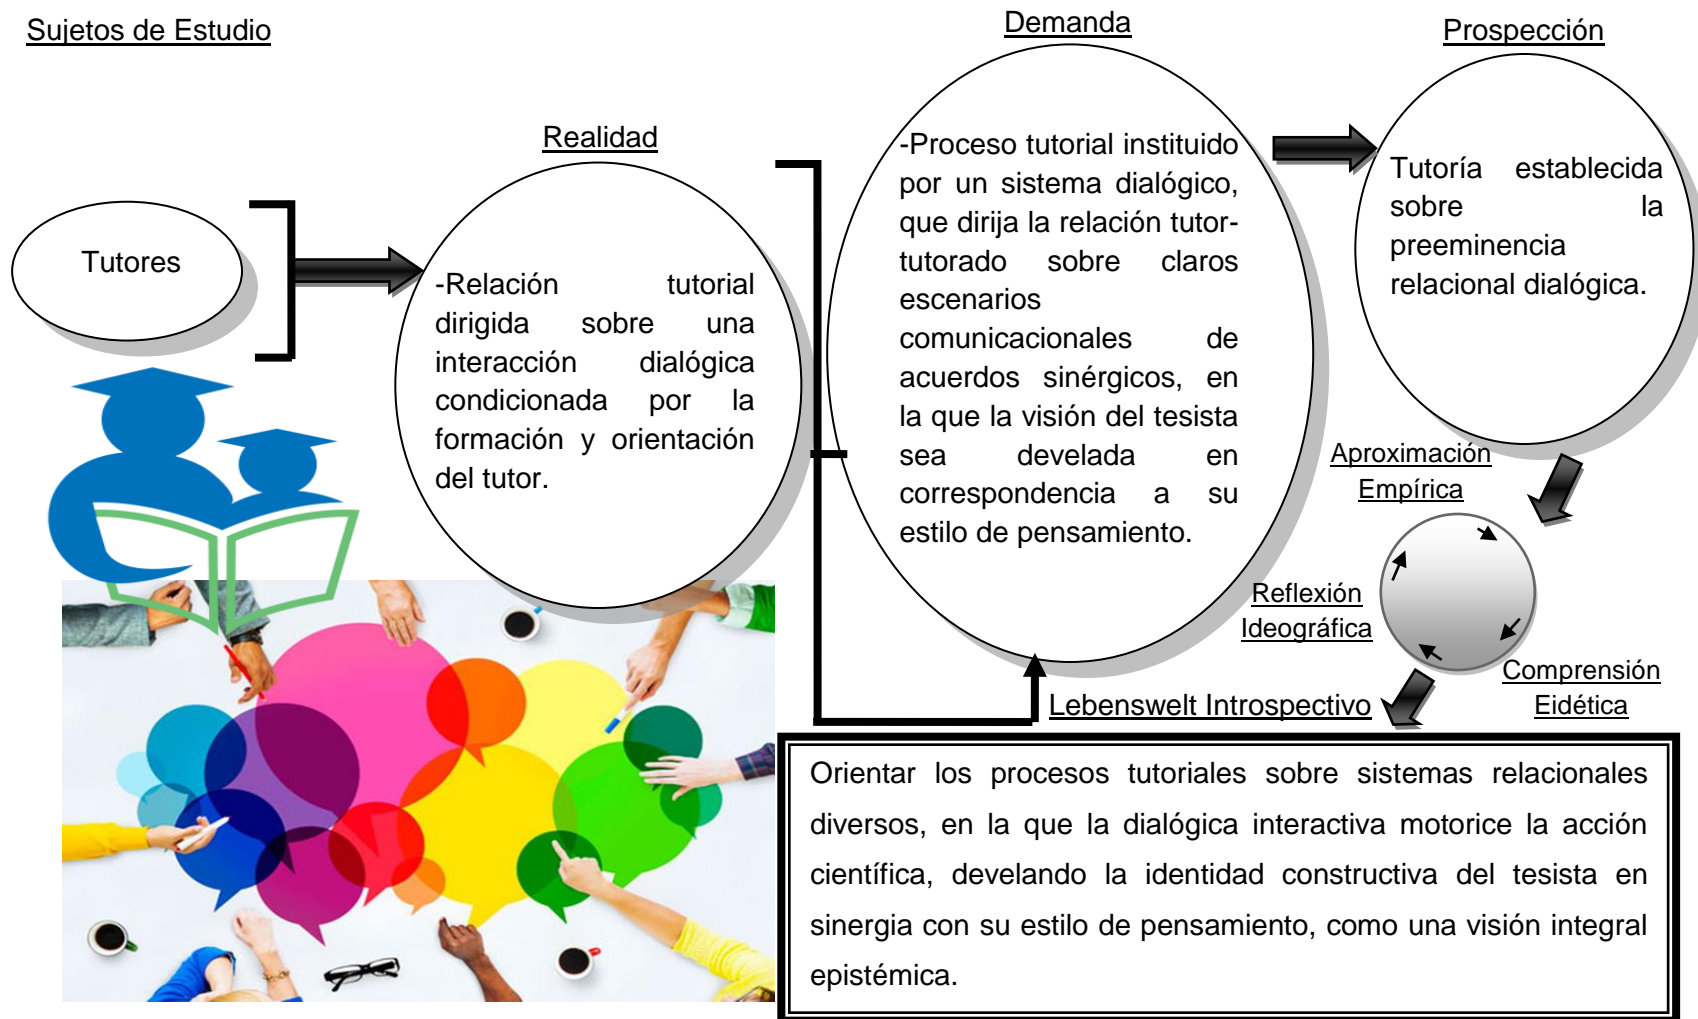 Sujetos de Estudio
Tutores
Realidad
-Relación tutorial
dirigida sobre una
interacción dialógica
condicionada por la
formación y orientación
del tutor.
Demanda
-Proceso tutorial instituido
por un sistema dialógico,
que dirija la relación tutor-
tutorado sobre claros
escenarios
comunicacionales de
acuerdos sinérgicos, en
la que la visión del tesista
sea develada en
correspondencia a su
estilo de pensamiento.
Prospección
Tutoría establecida
sobre la
preeminencia
relacional dialógica.
Aproximación
Empírica
Reflexión
Ideográfica
Comprensión
Eidética
Lebenswelt Introspectivo
Orientar los procesos tutoriales sobre sistemas relacionales
diversos, en la que la dialógica interactiva motorice la acción
científica, develando la identidad constructiva del tesista en
sinergia con su estilo de pensamiento, como una visión integral
epistémica.